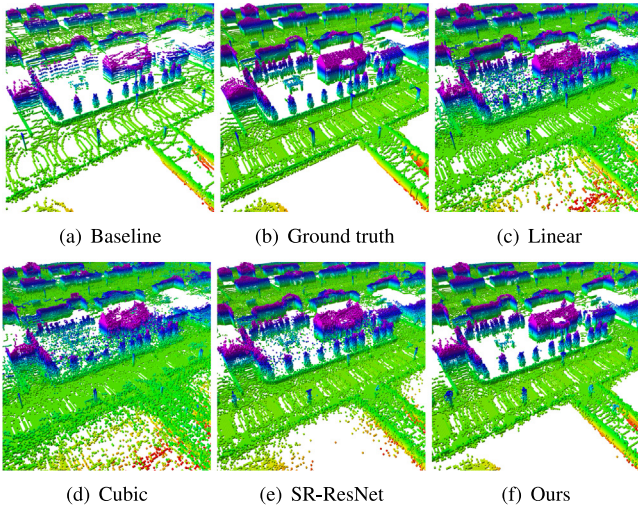 (a) Baseline
(b) Ground truth
(c) Linear
(d) Cubic
(e) SR-ResNet
(f) Ours